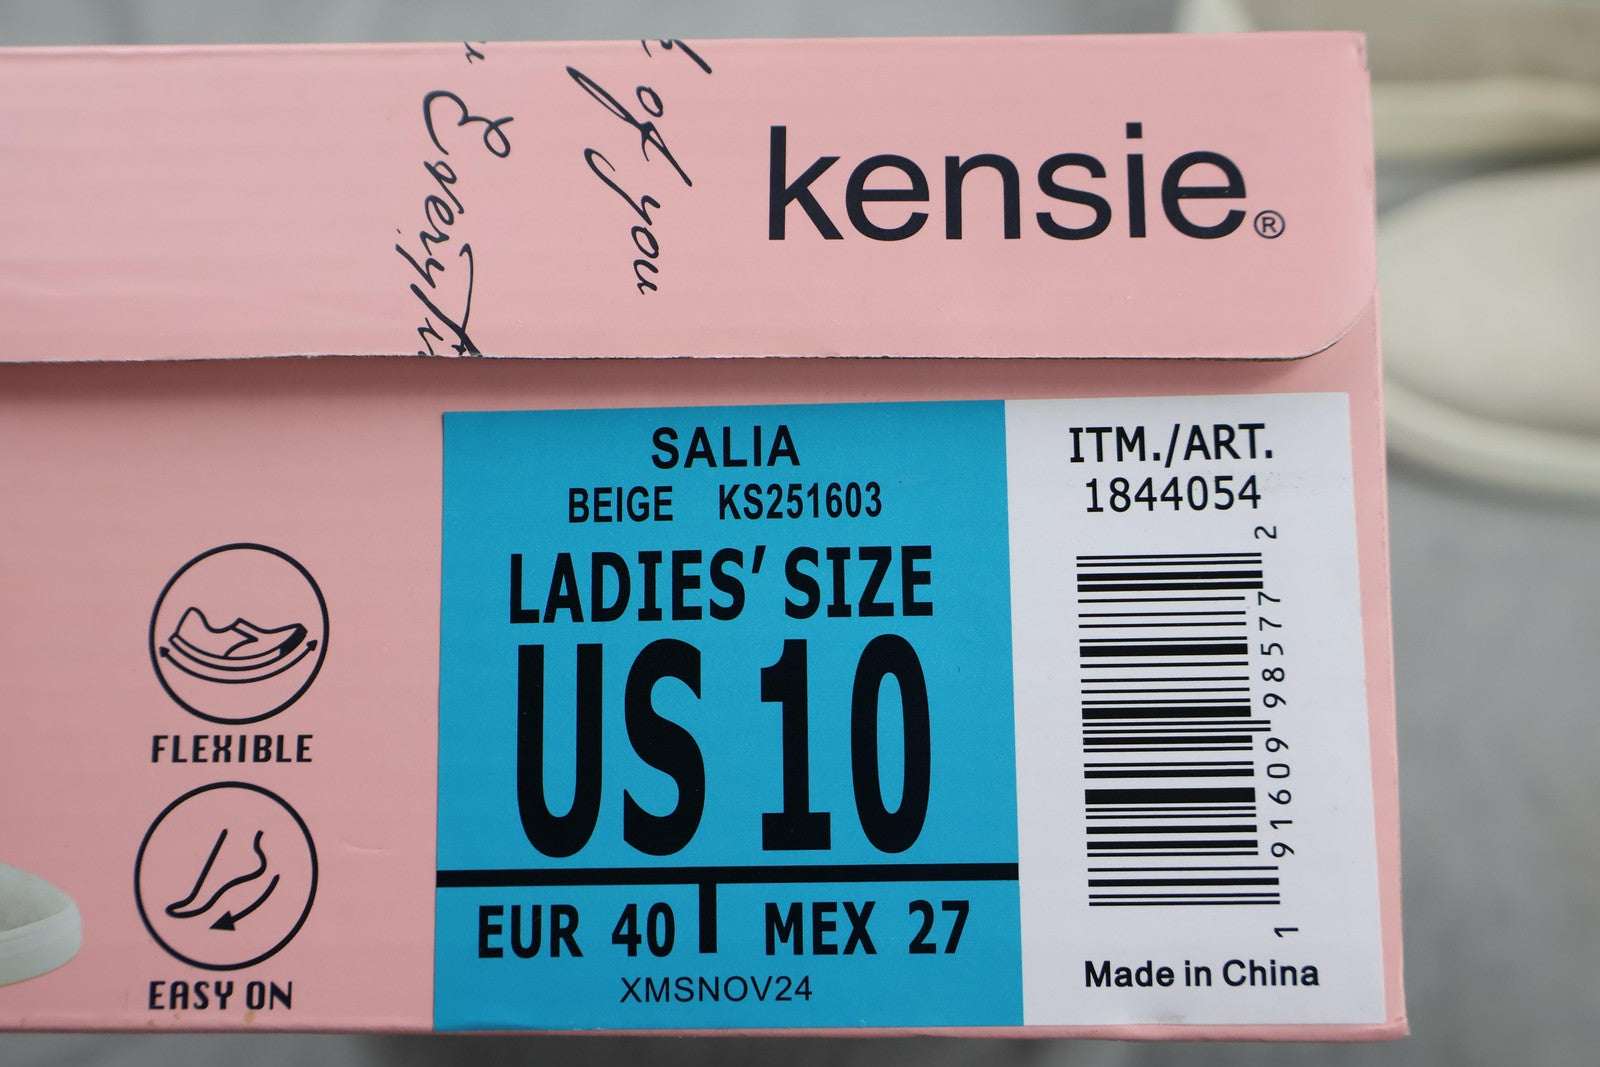 of you
kensie®
SALIA
BEIGE KS251603
LADIES' SIZE
US 10
EUR 40
MEX 27
XMSNOV24
ITM./ART.
1844054
1 91609 98577 2
Made in China
FLEXIBLE
EASY ON